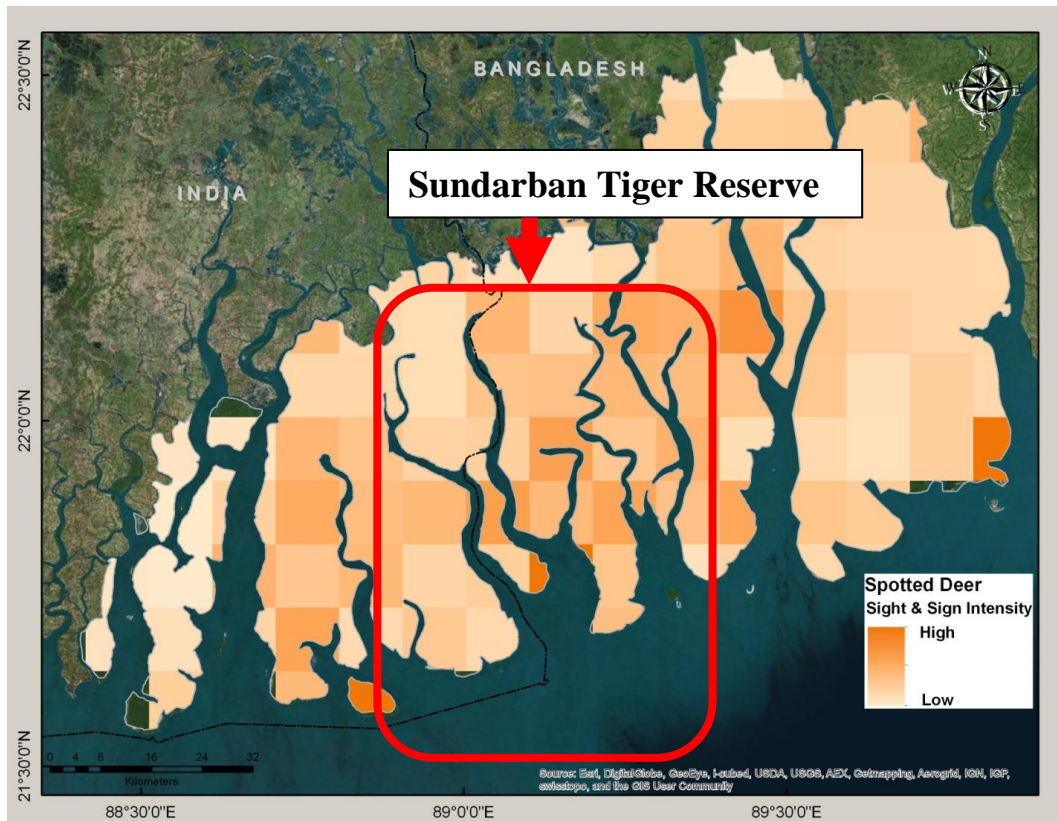 22°30'0"N
BANGLADESH
N
W
E
S
INDIA
Sundarban Tiger Reserve
22°0'0"N
Spotted Deer
Sight & Sign Intensity
High
Low
21°30'0"N
0 4 8 16 24 32
Kilometers
Source: Esri, DigitalGlobe, GeoEye, i-cubed, USDA, USGS, AEX, Getmapping, Aerogrid, IGN, IGP,
swisstopo, and the GIS User Community
88°30'0"E
89°0'0"E
89°30'0"E